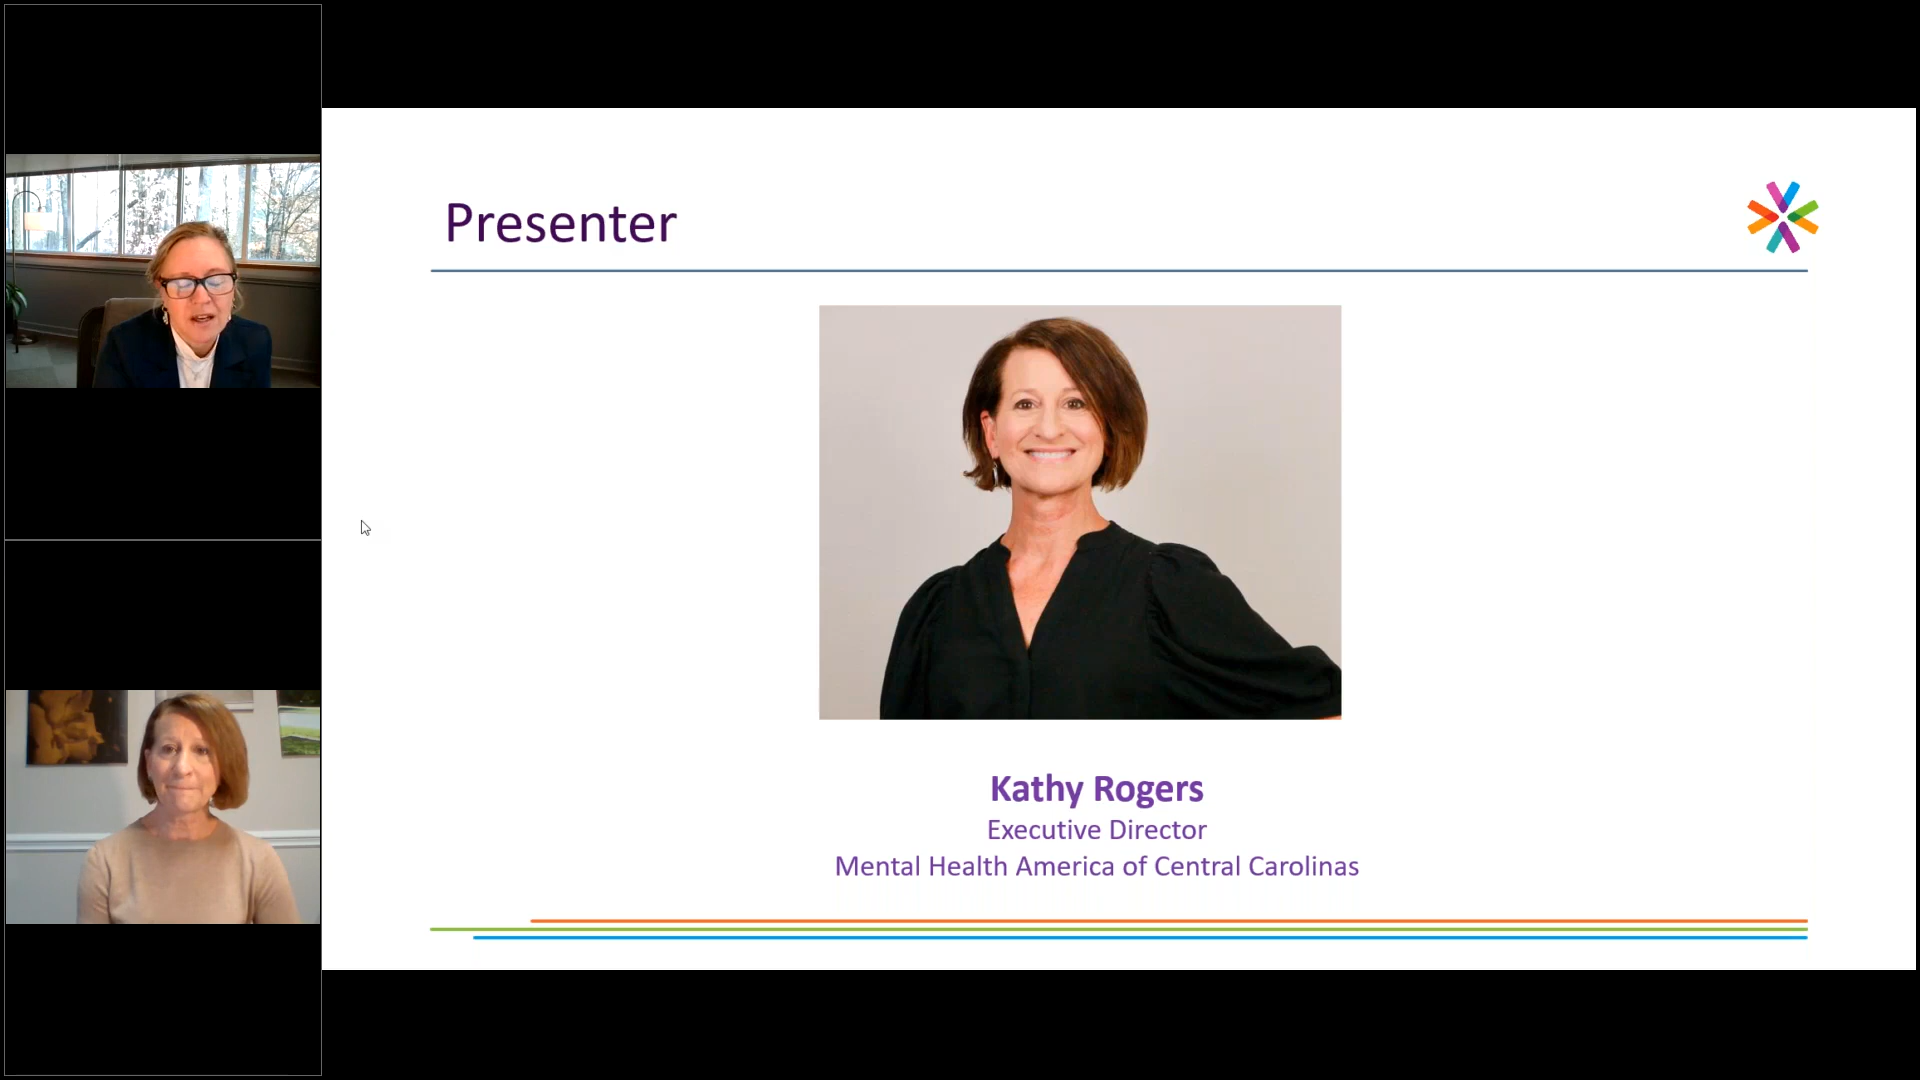 Presenter
Kathy Rogers
Executive Director
Mental Health America of Central Carolinas